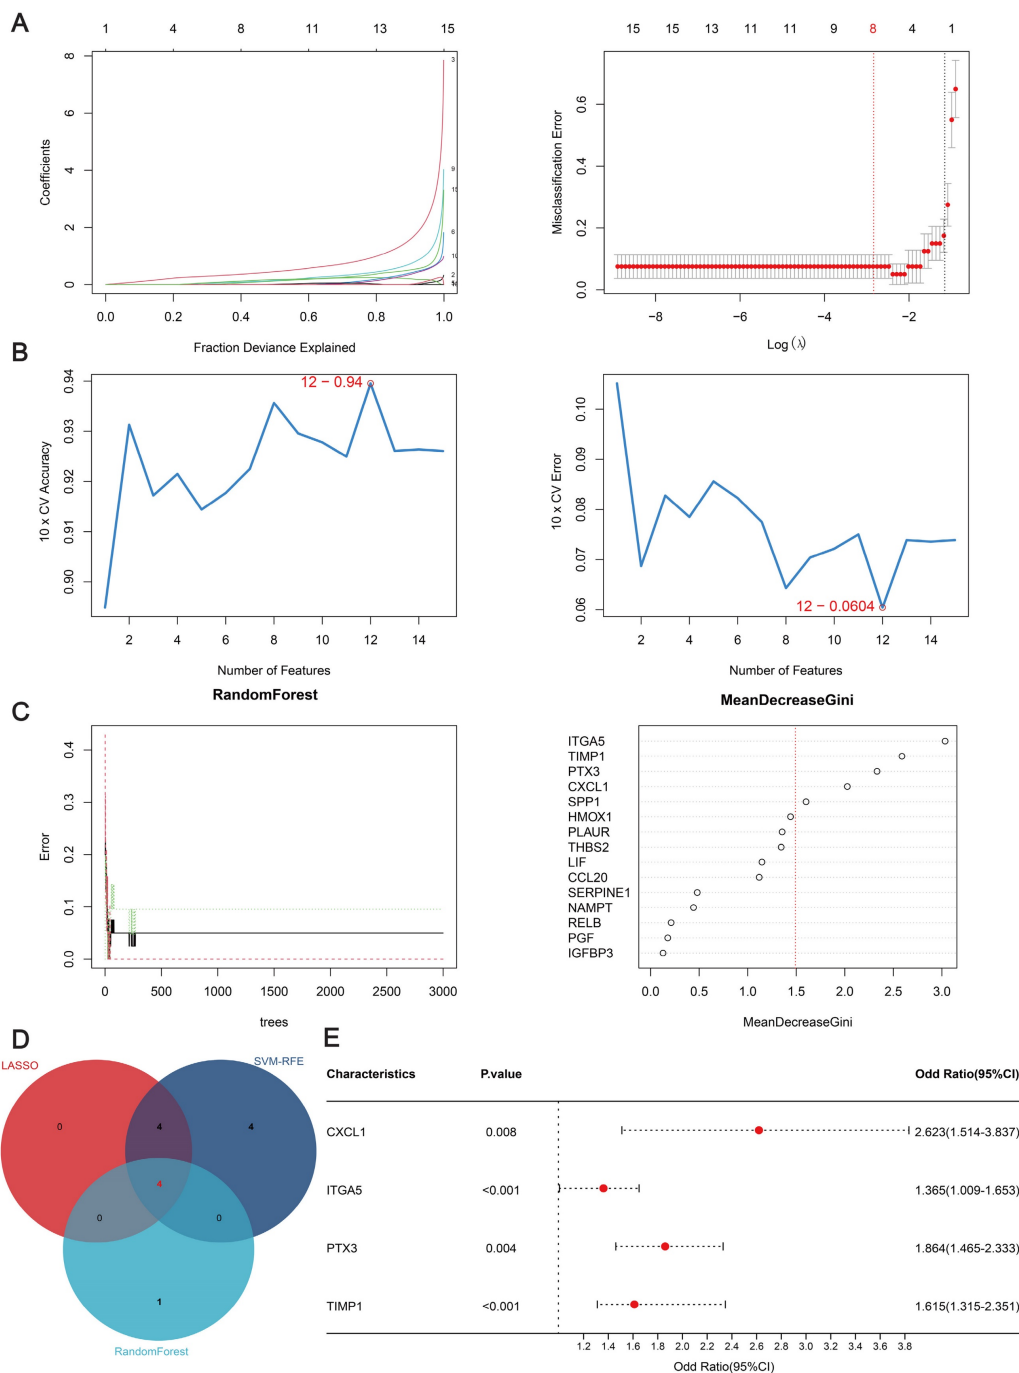 A
1 4 8 11 13 15
8
6
4
2
0
Coefficients
3
9
15
6
10
2
0.0 0.2 0.4 0.6 0.8 1.0
Fraction Deviance Explained
15 15 13 11 11 9 8 4 1
0.6
0.4
0.2
0.0
Misclassification Error
−8 −6 −4 −2
Log (λ)
B
0.94
0.93
0.92
0.91
0.90
10 x CV Accuracy
12 − 0.94
2 4 6 8 10 12 14
Number of Features
0.10
0.09
0.08
0.07
0.06
10 x CV Error
12 − 0.0604
2 4 6 8 10 12 14
Number of Features
C
RandomForest
0.4
0.3
0.2
0.1
0.0
Error
0 500 1000 1500 2000 2500 3000
trees
MeanDecreaseGini
ITGA5
TIMP1
PTX3
CXCL1
SPP1
HMOX1
PLAUR
THBS2
LIF
CCL20
SERPINE1
NAMPT
RELB
PGF
IGFBP3
0.0 0.5 1.0 1.5 2.0 2.5 3.0
MeanDecreaseGini
D
LASSO
SVM-RFE
0 4 4
4
0 0
1
RandomForest
E
Characteristics P.value Odd Ratio(95%CI)
CXCL1 0.008 2.623(1.514-3.837)
ITGA5 <0.001 1.365(1.009-1.653)
PTX3 0.004 1.864(1.465-2.333)
TIMP1 <0.001 1.615(1.315-2.351)
1.2 1.4 1.6 1.8 2.0 2.2 2.4 2.6 2.8 3.0 3.2 3.4 3.6 3.8
Odd Ratio(95%CI)